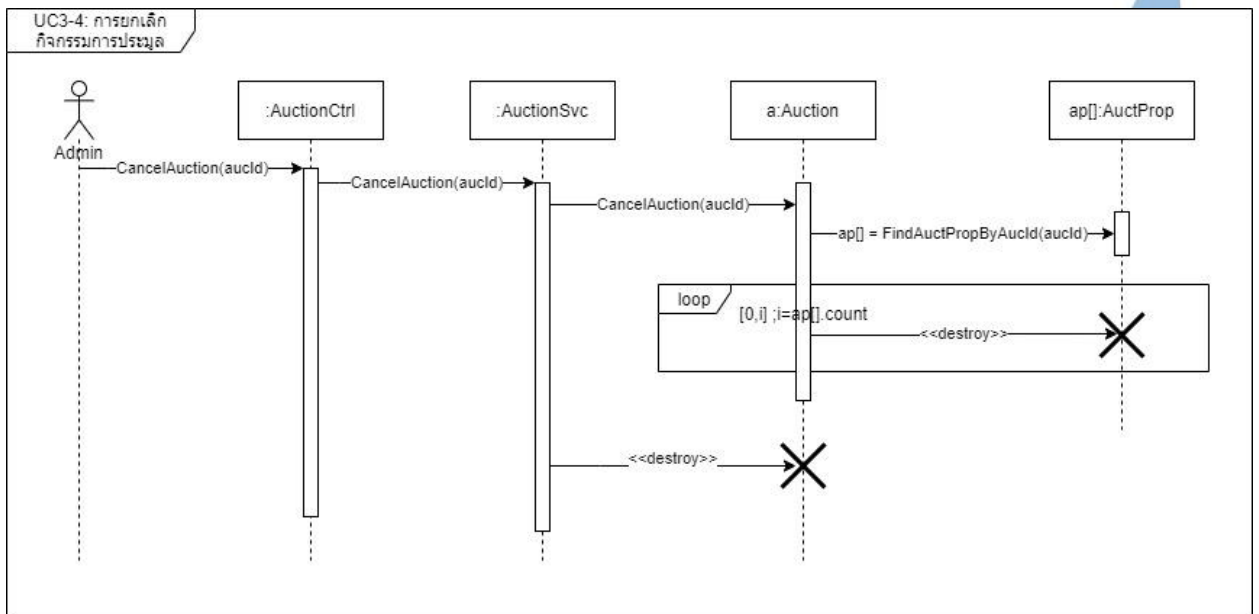 UC3-4: การยกเลิก
กิจกรรมการประมูล
Admin
:AuctionCtrl
:AuctionSvc
a:Auction
ap[]:AuctProp
CancelAuction(aucId)
CancelAuction(aucId)
CancelAuction(aucId)
ap[] = FindAuctPropByAucId(aucId)
loop
[0,i] ;i=ap[].count
<<destroy>>
<<destroy>>